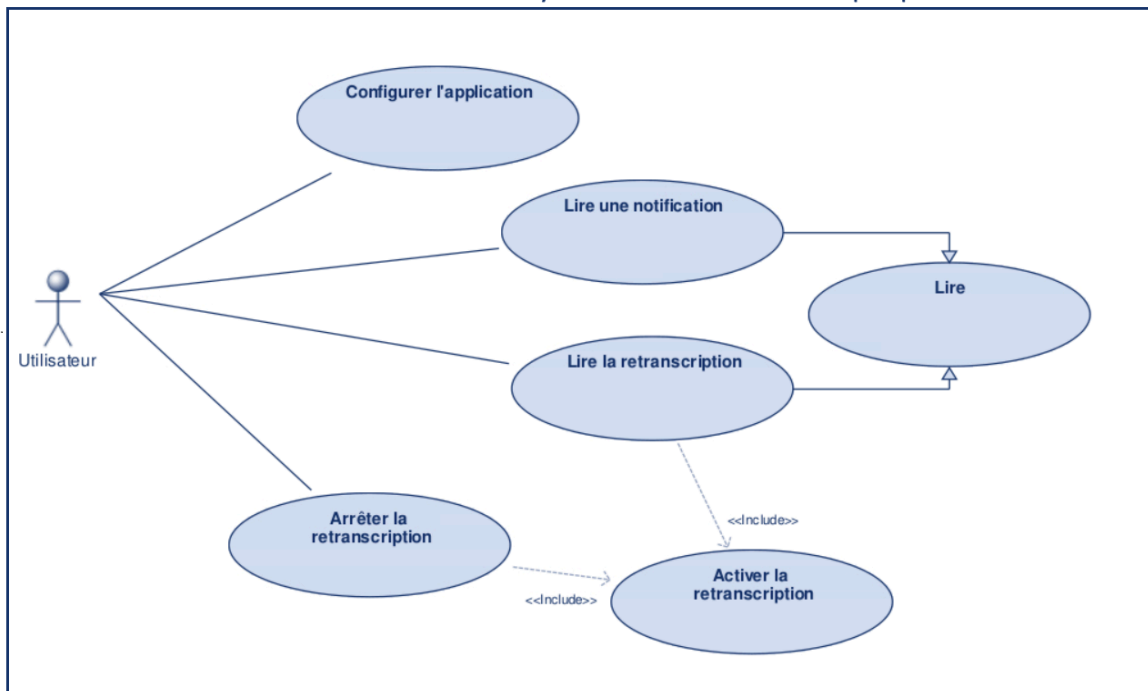 Configurer l'application
Lire une notification
Lire
Utilisateur
Lire la retranscription
Arrêter la
retranscription
<<Include>>
<<Include>>
Activer la
retranscription